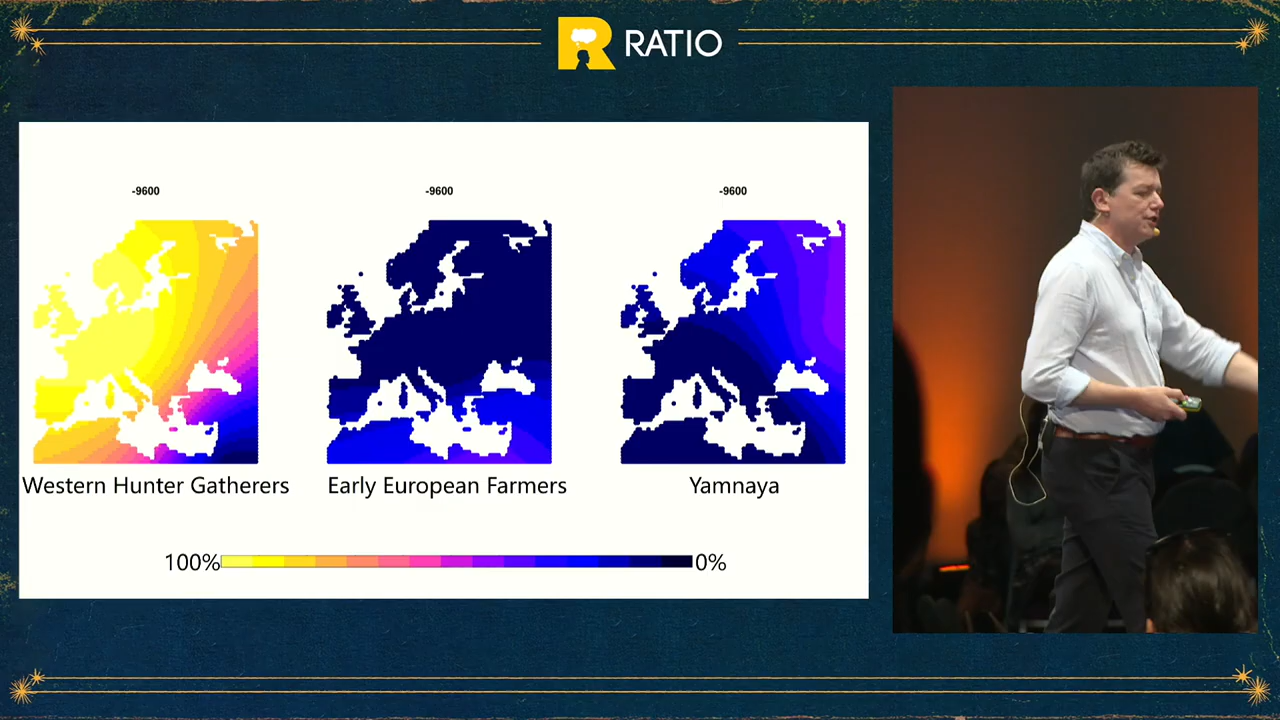 RATIO
-9600
-9600
-9600
Western Hunter Gatherers
Early European Farmers
Yamnaya
100%
0%